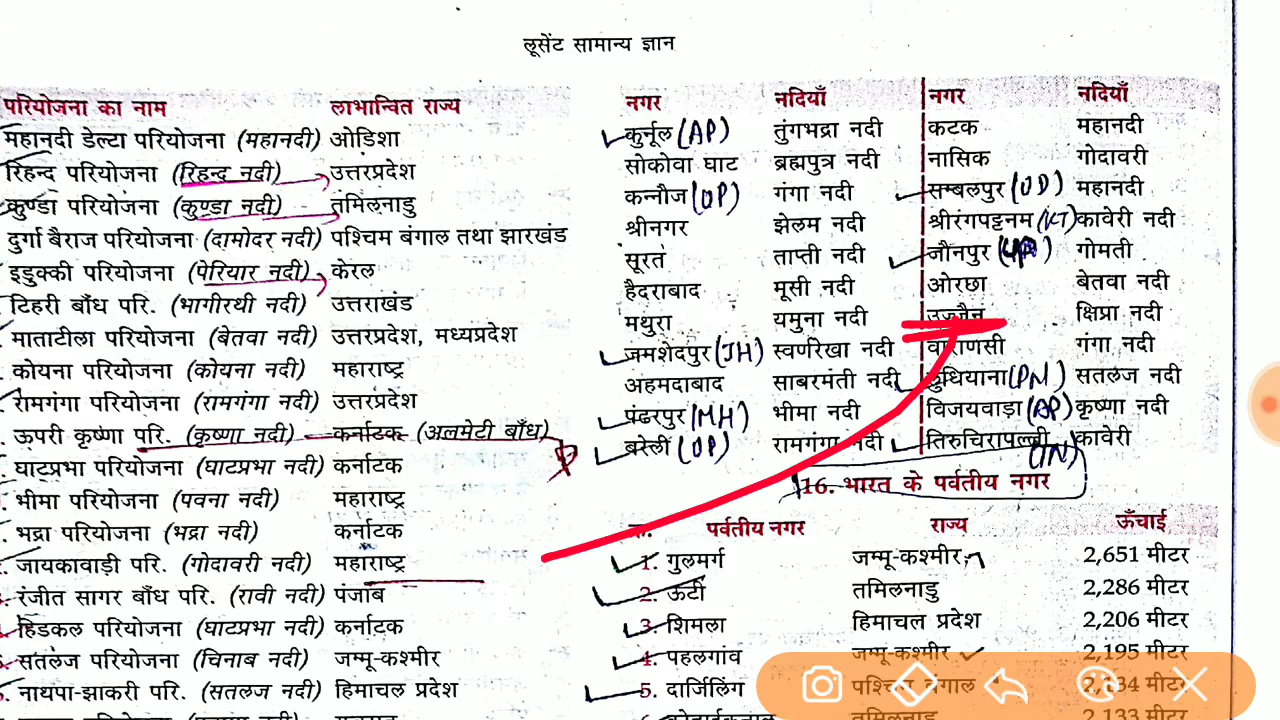 लूसेंट सामान्य ज्ञान
परियोजना का नाम लाभान्वित राज्य
महानदी डेल्टा परियोजना (महानदी) ओडिशा
रिहन्द परियोजना (रिहन्द नदी) उत्तरप्रदेश
कुण्डा परियोजना (कुण्डा नदी) तमिलनाडु
दुर्गा बैराज परियोजना (दामोदर नदी) पश्चिम बंगाल तथा झारखंड
इडुक्की परियोजना (पेरियार नदी) केरल
टिहरी बाँध परि. (भागीरथी नदी) उत्तराखंड
माताटीला परियोजना (बेतवा नदी) उत्तरप्रदेश, मध्यप्रदेश
कोयना परियोजना (कोयना नदी) महाराष्ट्र
रामगंगा परियोजना (रामगंगा नदी) उत्तरप्रदेश
ऊपरी कृष्णा परि. (कृष्णा नदी) कर्नाटक (अलमेटी बाँध)
घाटप्रभा परियोजना (घाटप्रभा नदी) कर्नाटक
भीमा परियोजना (पवना नदी) महाराष्ट्र
भद्रा परियोजना (भद्रा नदी) कर्नाटक
जायकावाड़ी परि. (गोदावरी नदी) महाराष्ट्र
रंजीत सागर बाँध परि. (रावी नदी) पंजाब
हिडकल परियोजना (घाटप्रभा नदी) कर्नाटक
सतलज परियोजना (चिनाब नदी) जम्मू-कश्मीर
नाथपा-झाकरी परि. (सतलज नदी) हिमाचल प्रदेश
नगर नदियाँ नगर नदियाँ
कुर्नूल (AP) तुंगभद्रा नदी कटक महानदी
सोकोवा घाट ब्रह्मपुत्र नदी नासिक गोदावरी
कन्नौज (UP) गंगा नदी सम्बलपुर (OD) महानदी
श्रीनगर झेलम नदी श्रीरंगपट्टनम (KT) कावेरी नदी
सूरत ताप्ती नदी जौनपुर (UP) गोमती
हैदराबाद मूसी नदी ओरछा बेतवा नदी
मथुरा यमुना नदी उज्जैन क्षिप्रा नदी
जमशेदपुर (JH) स्वर्णरेखा नदी वाराणसी गंगा नदी
अहमदाबाद साबरमती नदी लुधियाना (PN) सतलज नदी
पंढरपुर (MH) भीमा नदी विजयवाड़ा (AP) कृष्णा नदी
बरेली (UP) रामगंगा नदी तिरुचिरापल्ली (TN) कावेरी
16. भारत के पर्वतीय नगर
क्र. पर्वतीय नगर राज्य ऊँचाई
1. गुलमर्ग जम्मू-कश्मीर 2,651 मीटर
2. ऊटी तमिलनाडु 2,286 मीटर
3. शिमला हिमाचल प्रदेश 2,206 मीटर
4. पहलगांव जम्मू-कश्मीर 2,195 मीटर
5. दार्जिलिंग पश्चिम बंगाल मीटर
तमिलनाडु 2,133 मीटर